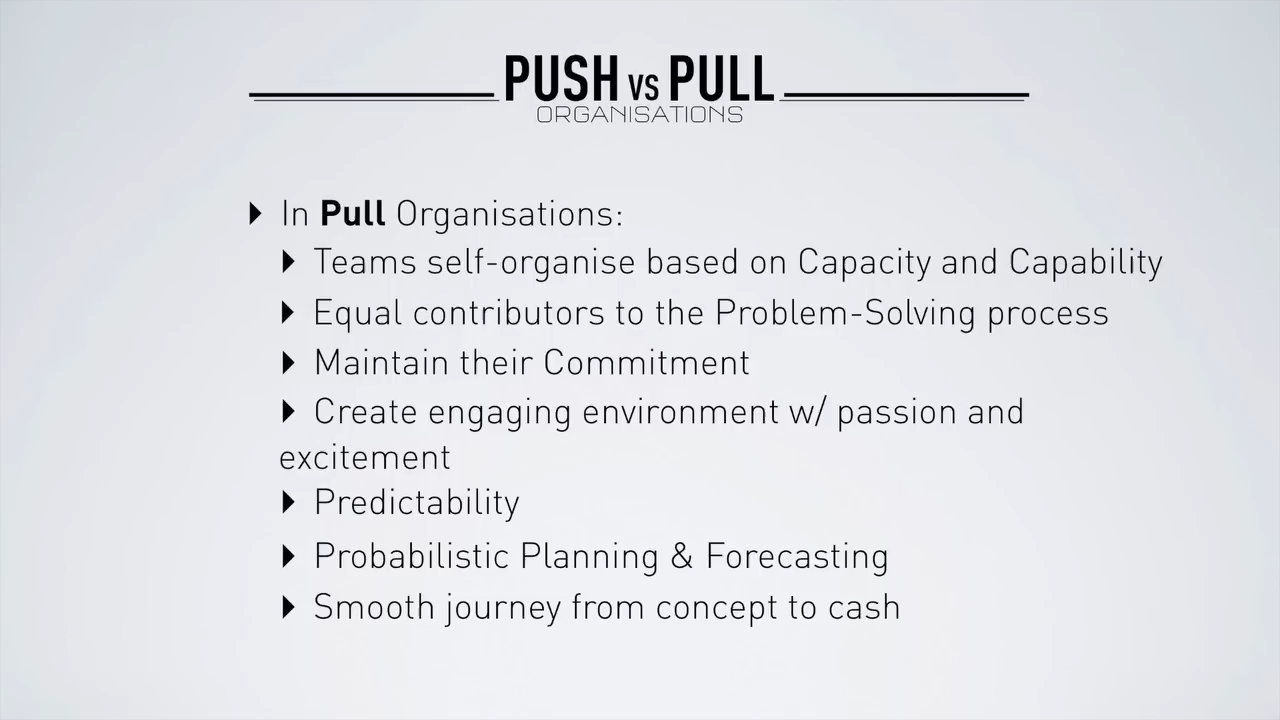 PUSH VS PULL
ORGANISATIONS
In Pull Organisations:
Teams self-organise based on Capacity and Capability
Equal contributors to the Problem-Solving process
Maintain their Commitment
Create engaging environment w/ passion and
excitement
Predictability
Probabilistic Planning & Forecasting
Smooth journey from concept to cash